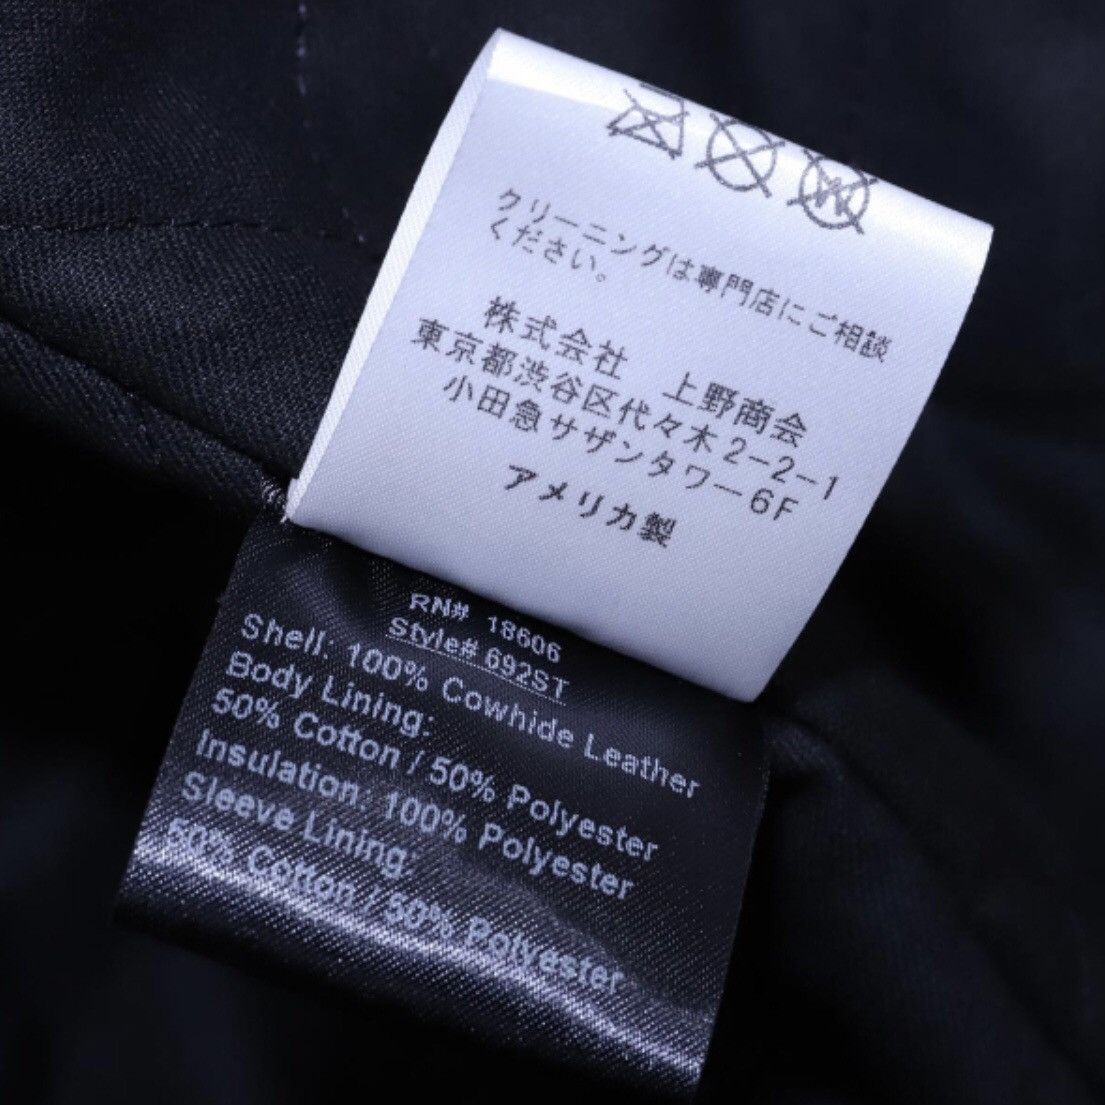 クリーニングは専門店にご相談
ください。
株式会社 上野商会
東京都渋谷区代々木2-2-1
小田急サザンタワー6F
アメリカ製
RN# 18606
Style# 692ST
Shell: 100% Cowhide Leather
Body Lining:
50% Cotton / 50% Polyester
Insulation: 100% Polyester
Sleeve Lining:
50% Cotton / 50% Polyester